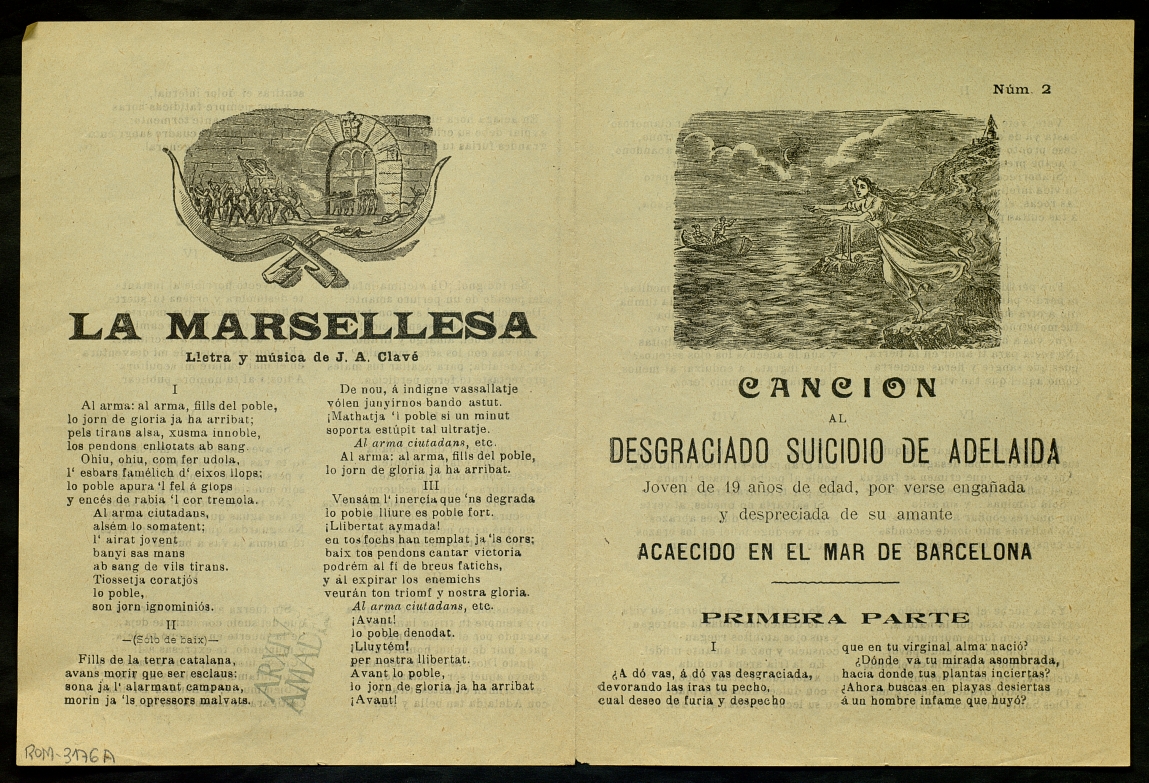 LA MARSELLESA
Lletra y música de J. A. Clavé
I
Al arma: al arma, fills del poble,
lo jorn de gloria ja ha arribat;
pels tirans alsa, xusma innoble,
los pendons enllotats ab sang.
Ohiu, ohiu, com fer udola,
l' esbars famélich d' eixos llops;
lo poble apura 'l fel á glops
y encés de rabia 'l cor tremola.
Al arma ciutadans,
alsém lo somatent;
l' airat jovent
banyi sas mans
ab sang de vils tirans.
Tiossetja coratjós
lo poble,
son jorn ignominiós.
II
—(Sólo de baix)—
Fills de la terra catalana,
avans morir que ser esclaus:
sona ja l' alarmant campana,
morin ja 'ls opressors malvats.
De nou, á indigne vassallatje
vólen junyirnos bando astut.
¡Mathatja 'l poble si un minut
soporta estúpit tal ultratje.
Al arma ciutadans, etc.
Al arma: al arma, fills del poble,
lo jorn de gloria ja ha arribat.
III
Vensám l' inercia que 'ns degrada
lo poble lliure es poble fort.
¡Llibertat aymada!
en tos fochs han templat ja 'ls cors;
baix tos pendons cantar victoria
podrém al fí de breus fatichs,
y ál expirar los enemichs
veurán ton triomf y nostra gloria.
Al arma ciutadans, etc.
¡Avant!
lo poble denodat.
¡Lluytém!
per nostra llibertat.
Avant lo poble,
lo jorn de gloria ja ha arribat
¡Avant!
ARXIV
AMADES
ROM-3176A
Núm. 2
CANCION
AL
DESGRACIADO SUICIDIO DE ADELAIDA
Joven de 19 años de edad, por verse engañada
y despreciada de su amante
ACAECIDO EN EL MAR DE BARCELONA
PRIMERA PARTE
I
¿A dó vas, á dó vas desgraciada,
devorando las iras tu pecho,
cual deseo de furia y despecho
que en tu virginal alma nació?
¿Dónde va tu mirada asombrada,
hacia donde tus plantas inciertas?
¿Ahora buscas en playas desiertas
á un hombre infame que huyó?